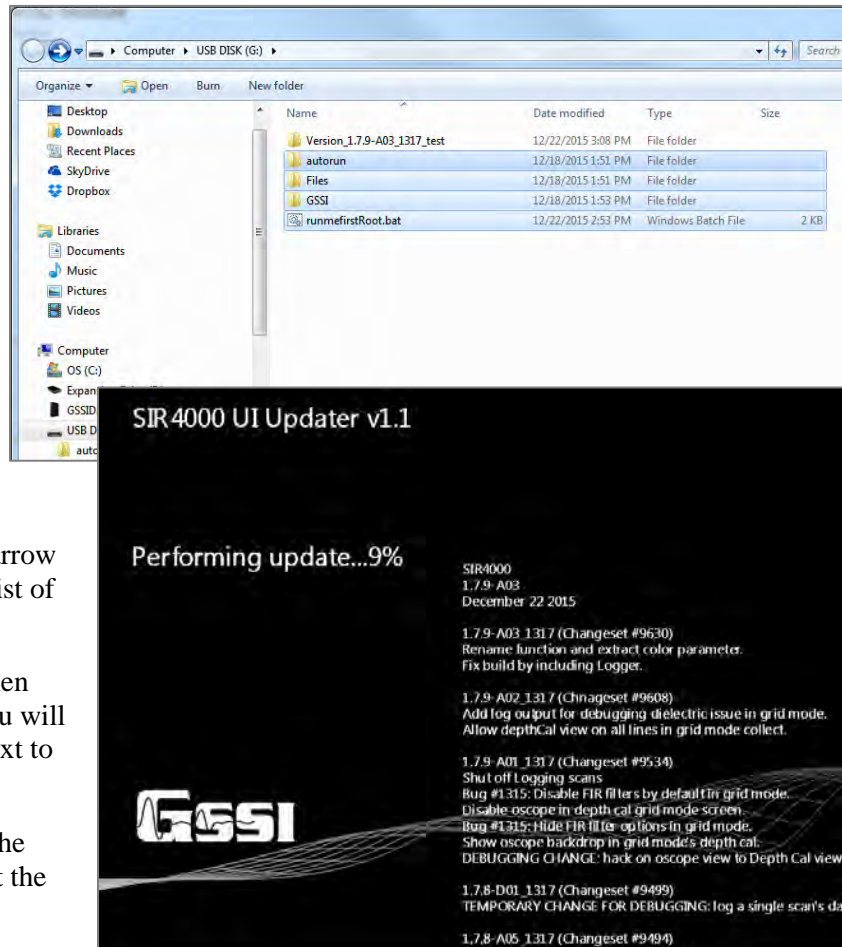 Computer ▸ USB DISK (G:) ▸
Search
Organize
Open
Burn
New folder
Desktop
Downloads
Recent Places
SkyDrive
Dropbox
Libraries
Documents
Music
Pictures
Videos
Computer
OS (C:)
GSSID
USB D
auto
Name Date modified Type Size
Version_1.7.9-A03_1317_test 12/22/2015 3:08 PM File folder
autorun 12/18/2015 1:51 PM File folder
Files 12/18/2015 1:51 PM File folder
GSSI 12/18/2015 1:53 PM File folder
runmefirstRoot.bat 12/22/2015 2:53 PM Windows Batch File 2 KB
arrow
ist of
en
u will
xt to
he
t the
SIR4000 UI Updater v1.1
Performing update...9%
GSSI
SIR4000
1.7.9-A03
December 22 2015
1.7.9-A03_1317 (Changeset #9630)
Rename function and extract color parameter.
Fix build by including Logger.
1.7.9-A02_1317 (Chnageset #9608)
Add log output for debugging dielectric issue in grid mode.
Allow depthCal view on all lines in grid mode collect.
1.7.9-A01_1317 (Changeset #9534)
Shut off Logging scans
Bug #1315: Disable FIR filters by default in grid mode.
Disable oscope in depth cal grid mode screen.
Bug #1315: Hide FIR filter options in grid mode.
Show oscope backdrop in grid mode's depth cal.
DEBUGGING CHANGE: hack on oscope view to Depth Cal view
1.7.8-D01_1317 (Changeset #9499)
TEMPORARY CHANGE FOR DEBUGGING: log a single scan's da
1.7.8-A05_1317 (Changeset #9494)